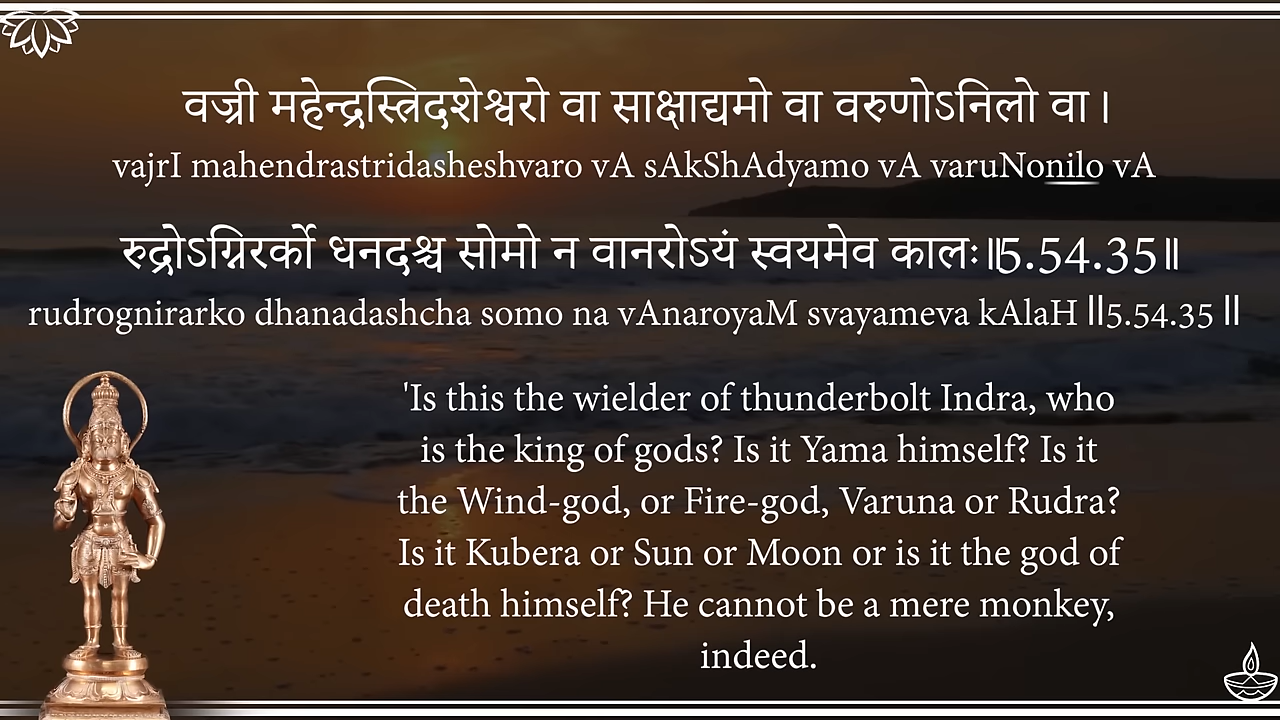 वज्री महेन्द्रस्त्रिदशेश्वरो वा साक्षाद्यमो वा वरुणोऽनिलो वा।
vajrI mahendrastridasheshvaro vA sAkShAdyamo vA varuNonilo vA
रुद्रोऽग्निरर्को धनदश्च सोमो न वानरोऽयं स्वयमेव कालः॥5.54.35॥
rudrognirarko dhanadashcha somo na vAnaroyaM svayameva kAlaH ||5.54.35 ||
'Is this the wielder of thunderbolt Indra, who
is the king of gods? Is it Yama himself? Is it
the Wind-god, or Fire-god, Varuna or Rudra?
Is it Kubera or Sun or Moon or is it the god of
death himself? He cannot be a mere monkey,
indeed.